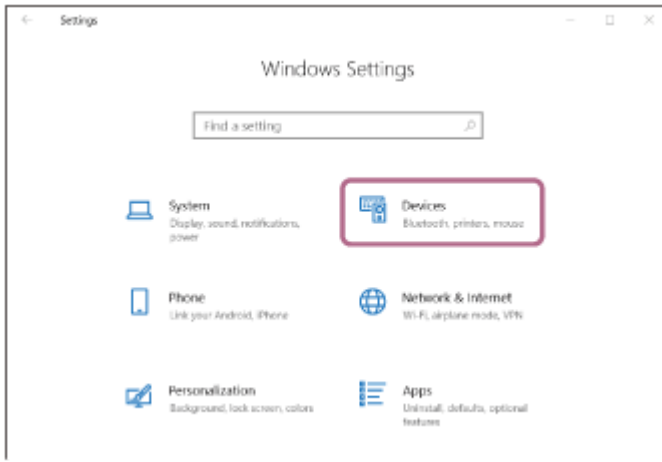 Settings
Windows Settings
Find a setting
System
Display, sound, notifications,
power
Devices
Bluetooth, printers, mouse
Phone
Link your Android, iPhone
Network & Internet
Wi-Fi, airplane mode, VPN
Personalization
Background, lock screen, colors
Apps
Uninstall, defaults, optional
features